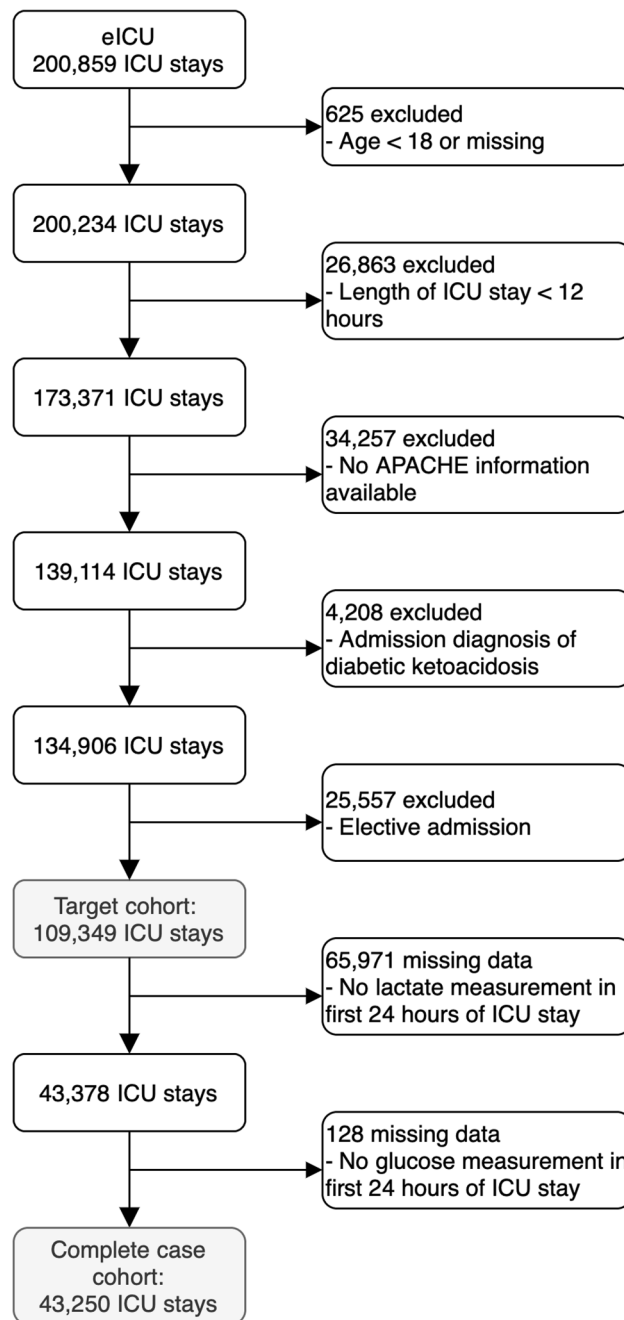 eICU
200,859 ICU stays
625 excluded
- Age < 18 or missing
200,234 ICU stays
26,863 excluded
- Length of ICU stay < 12
hours
173,371 ICU stays
34,257 excluded
- No APACHE information
available
139,114 ICU stays
4,208 excluded
- Admission diagnosis of
diabetic ketoacidosis
134,906 ICU stays
25,557 excluded
- Elective admission
Target cohort:
109,349 ICU stays
65,971 missing data
- No lactate measurement in
first 24 hours of ICU stay
43,378 ICU stays
128 missing data
- No glucose measurement in
first 24 hours of ICU stay
Complete case
cohort:
43,250 ICU stays